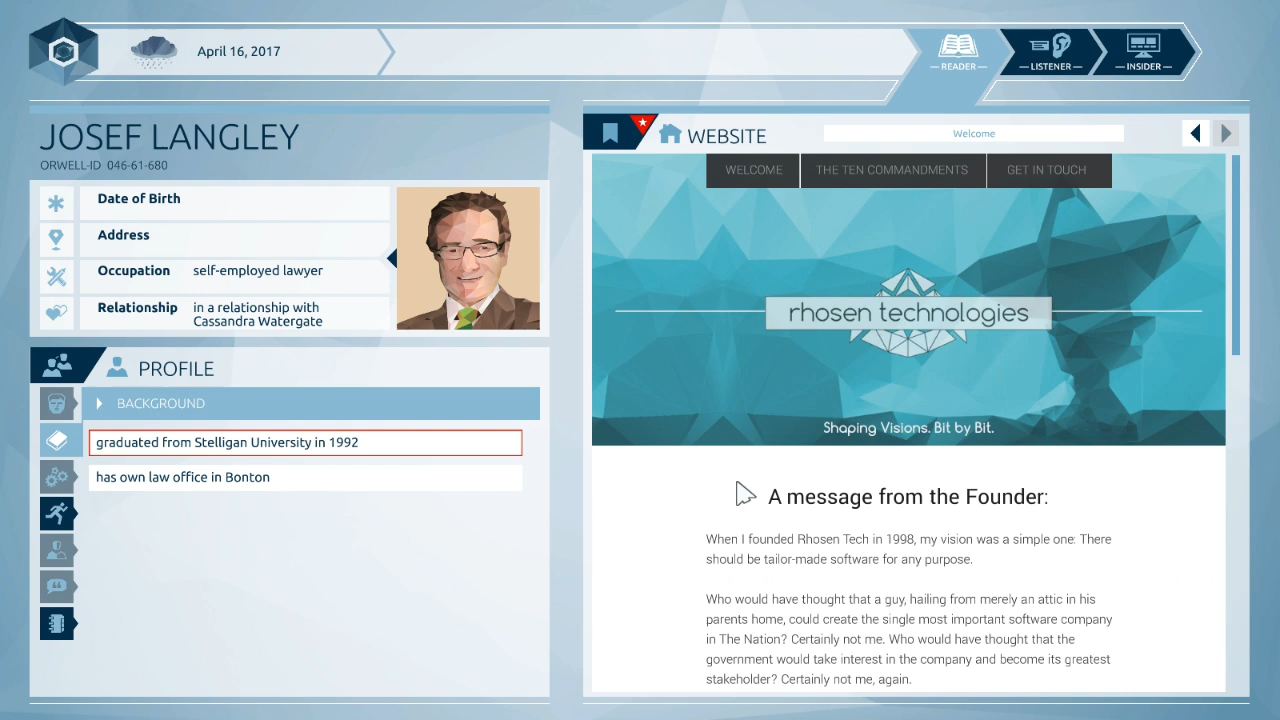 April 16, 2017
— READER —
— LISTENER —
— INSIDER —
JOSEF LANGLEY
ORWELL-ID 046-61-680
Date of Birth
Address
Occupation self-employed lawyer
Relationship in a relationship with
Cassandra Watergate
PROFILE
BACKGROUND
graduated from Stelligan University in 1992
has own law office in Bonton
WEBSITE
Welcome
WELCOME
THE TEN COMMANDMENTS
GET IN TOUCH
rhosen technologies
Shaping Visions. Bit by Bit.
A message from the Founder:
When I founded Rhosen Tech in 1998, my vision was a simple one: There
should be tailor-made software for any purpose.
Who would have thought that a guy, hailing from merely an attic in his
parents home, could create the single most important software company
in The Nation? Certainly not me. Who would have thought that the
government would take interest in the company and become its greatest
stakeholder? Certainly not me, again.